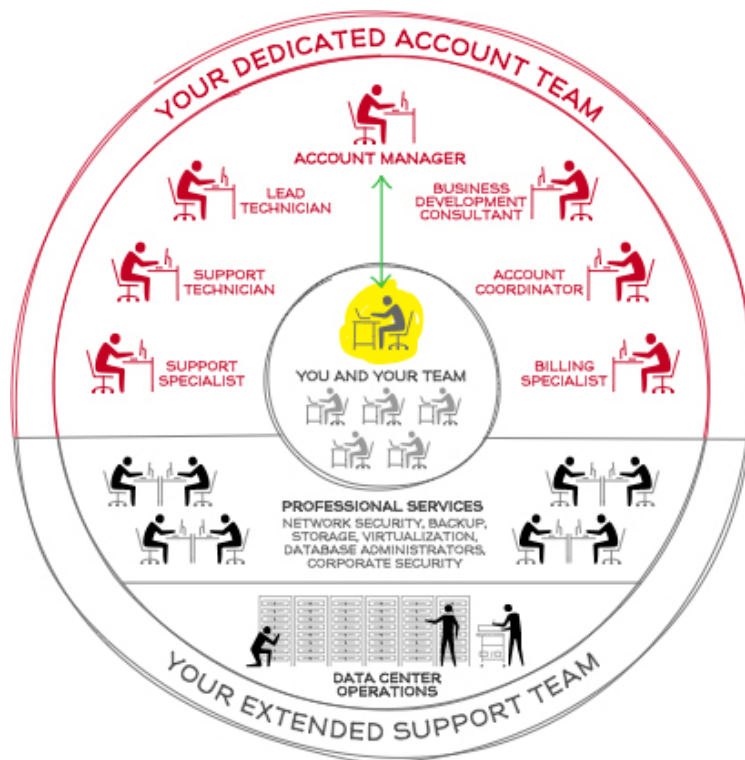 YOUR DEDICATED ACCOUNT TEAM
ACCOUNT MANAGER
LEAD
TECHNICIAN
BUSINESS
DEVELOPMENT
CONSULTANT
SUPPORT
TECHNICIAN
ACCOUNT
COORDINATOR
SUPPORT
SPECIALIST
BILLING
SPECIALIST
YOU AND YOUR TEAM
PROFESSIONAL SERVICES
NETWORK SECURITY, BACKUP,
STORAGE, VIRTUALIZATION,
DATABASE ADMINISTRATORS,
CORPORATE SECURITY
DATA CENTER
OPERATIONS
YOUR EXTENDED SUPPORT TEAM